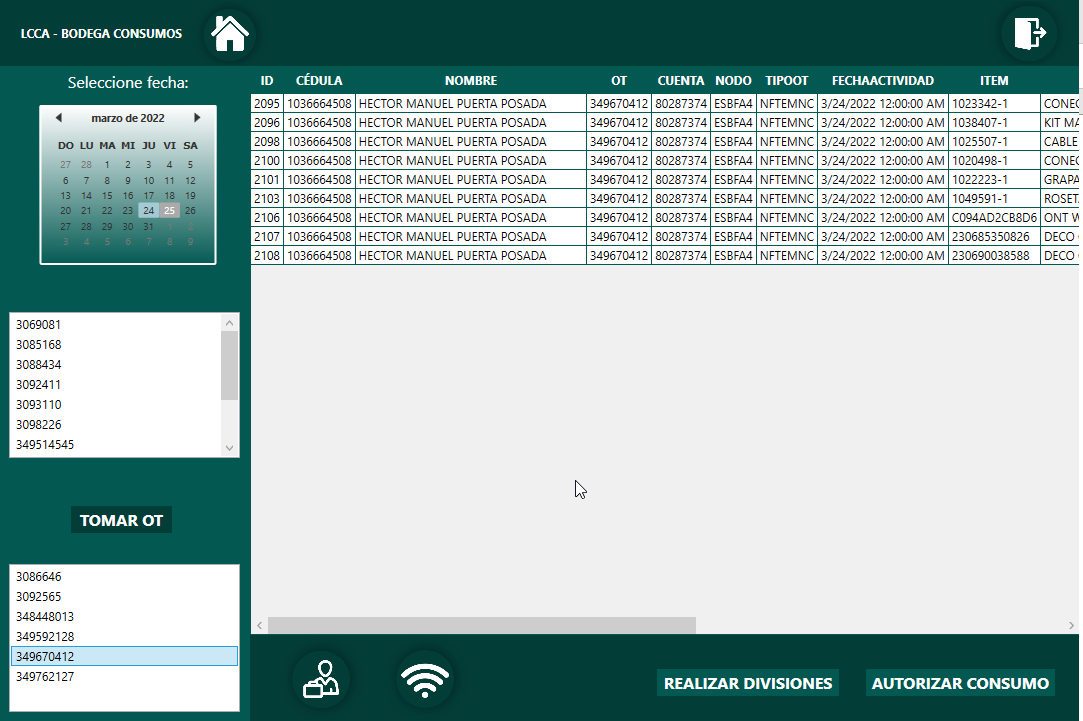 LCCA - BODEGA CONSUMOS
Seleccione fecha:
marzo de 2022
DO LU MA MI JU VI SA
27 28 1 2 3 4 5
6 7 8 9 10 11 12
13 14 15 16 17 18 19
20 21 22 23 24 25 26
27 28 29 30 31 1 2
3 4 5 6 7 8 9
3069081
3085168
3088434
3092411
3093110
3098226
349514545
TOMAR OT
3086646
3092565
348448013
349592128
349670412
349762127
ID CÉDULA NOMBRE OT CUENTA NODO TIPOOT FECHAACTIVIDAD ITEM
2095 1036664508 HECTOR MANUEL PUERTA POSADA 349670412 80287374 ESBFA4 NFTEMNC 3/24/2022 12:00:00 AM 1023342-1 CONEC
2096 1036664508 HECTOR MANUEL PUERTA POSADA 349670412 80287374 ESBFA4 NFTEMNC 3/24/2022 12:00:00 AM 1038407-1 KIT MA
2098 1036664508 HECTOR MANUEL PUERTA POSADA 349670412 80287374 ESBFA4 NFTEMNC 3/24/2022 12:00:00 AM 1025507-1 CABLE
2100 1036664508 HECTOR MANUEL PUERTA POSADA 349670412 80287374 ESBFA4 NFTEMNC 3/24/2022 12:00:00 AM 1020498-1 CONEC
2101 1036664508 HECTOR MANUEL PUERTA POSADA 349670412 80287374 ESBFA4 NFTEMNC 3/24/2022 12:00:00 AM 1022223-1 GRAPA
2103 1036664508 HECTOR MANUEL PUERTA POSADA 349670412 80287374 ESBFA4 NFTEMNC 3/24/2022 12:00:00 AM 1049591-1 ROSET
2106 1036664508 HECTOR MANUEL PUERTA POSADA 349670412 80287374 ESBFA4 NFTEMNC 3/24/2022 12:00:00 AM C094AD2CB8D6 ONT W
2107 1036664508 HECTOR MANUEL PUERTA POSADA 349670412 80287374 ESBFA4 NFTEMNC 3/24/2022 12:00:00 AM 230685350826 DECO
2108 1036664508 HECTOR MANUEL PUERTA POSADA 349670412 80287374 ESBFA4 NFTEMNC 3/24/2022 12:00:00 AM 230690038588 DECO
REALIZAR DIVISIONES
AUTORIZAR CONSUMO